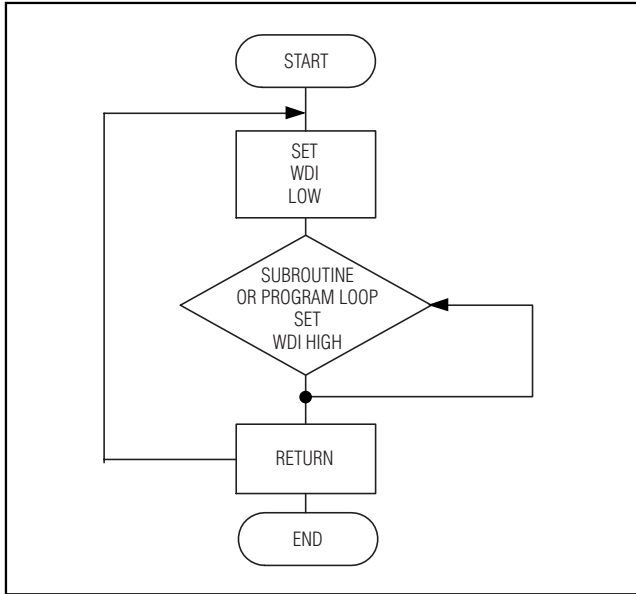 START
SET
WDI
LOW
SUBROUTINE
OR PROGRAM LOOP
SET
WDI HIGH
RETURN
END